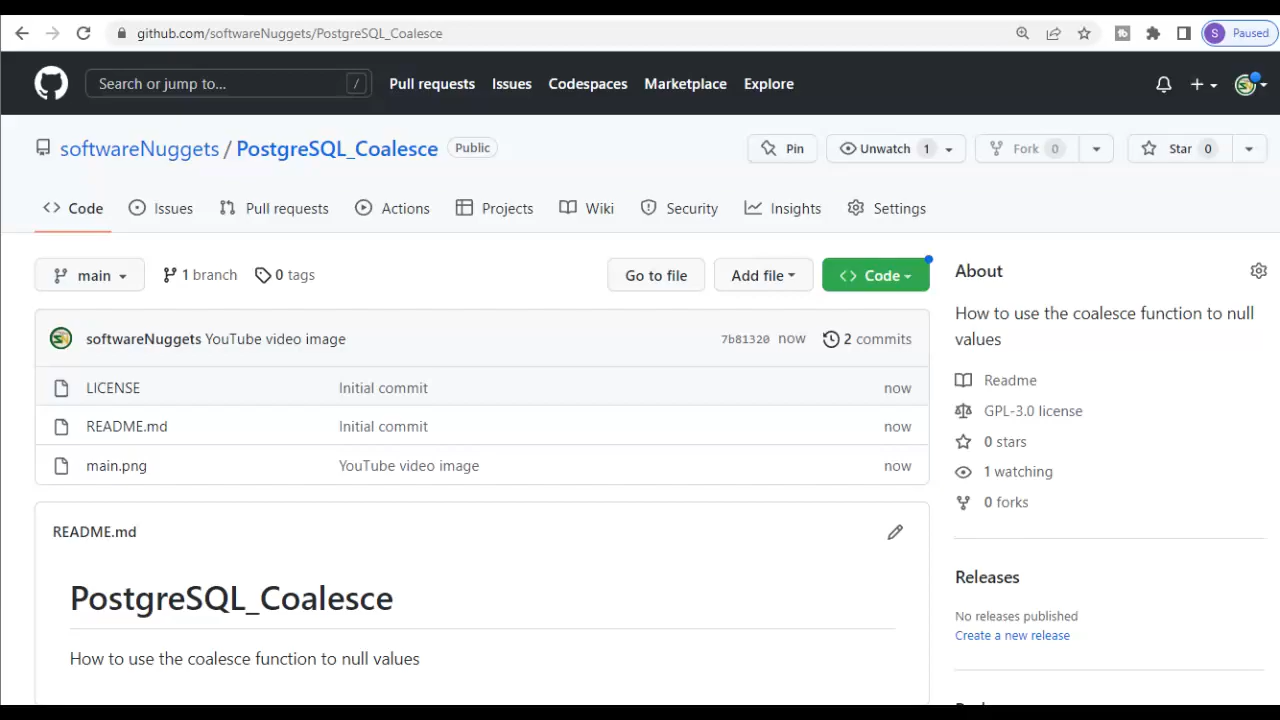 github.com/softwareNuggets/PostgreSQL_Coalesce
S Paused
Search or jump to... /
Pull requests Issues Codespaces Marketplace Explore
softwareNuggets / PostgreSQL_Coalesce Public
Pin Unwatch 1 Fork 0 Star 0
Code Issues Pull requests Actions Projects Wiki Security Insights Settings
main 1 branch 0 tags Go to file Add file Code
softwareNuggets YouTube video image 7b81320 now 2 commits
LICENSE Initial commit now
README.md Initial commit now
main.png YouTube video image now
README.md
PostgreSQL_Coalesce
How to use the coalesce function to null values
About
How to use the coalesce function to null
values
Readme
GPL-3.0 license
0 stars
1 watching
0 forks
Releases
No releases published
Create a new release